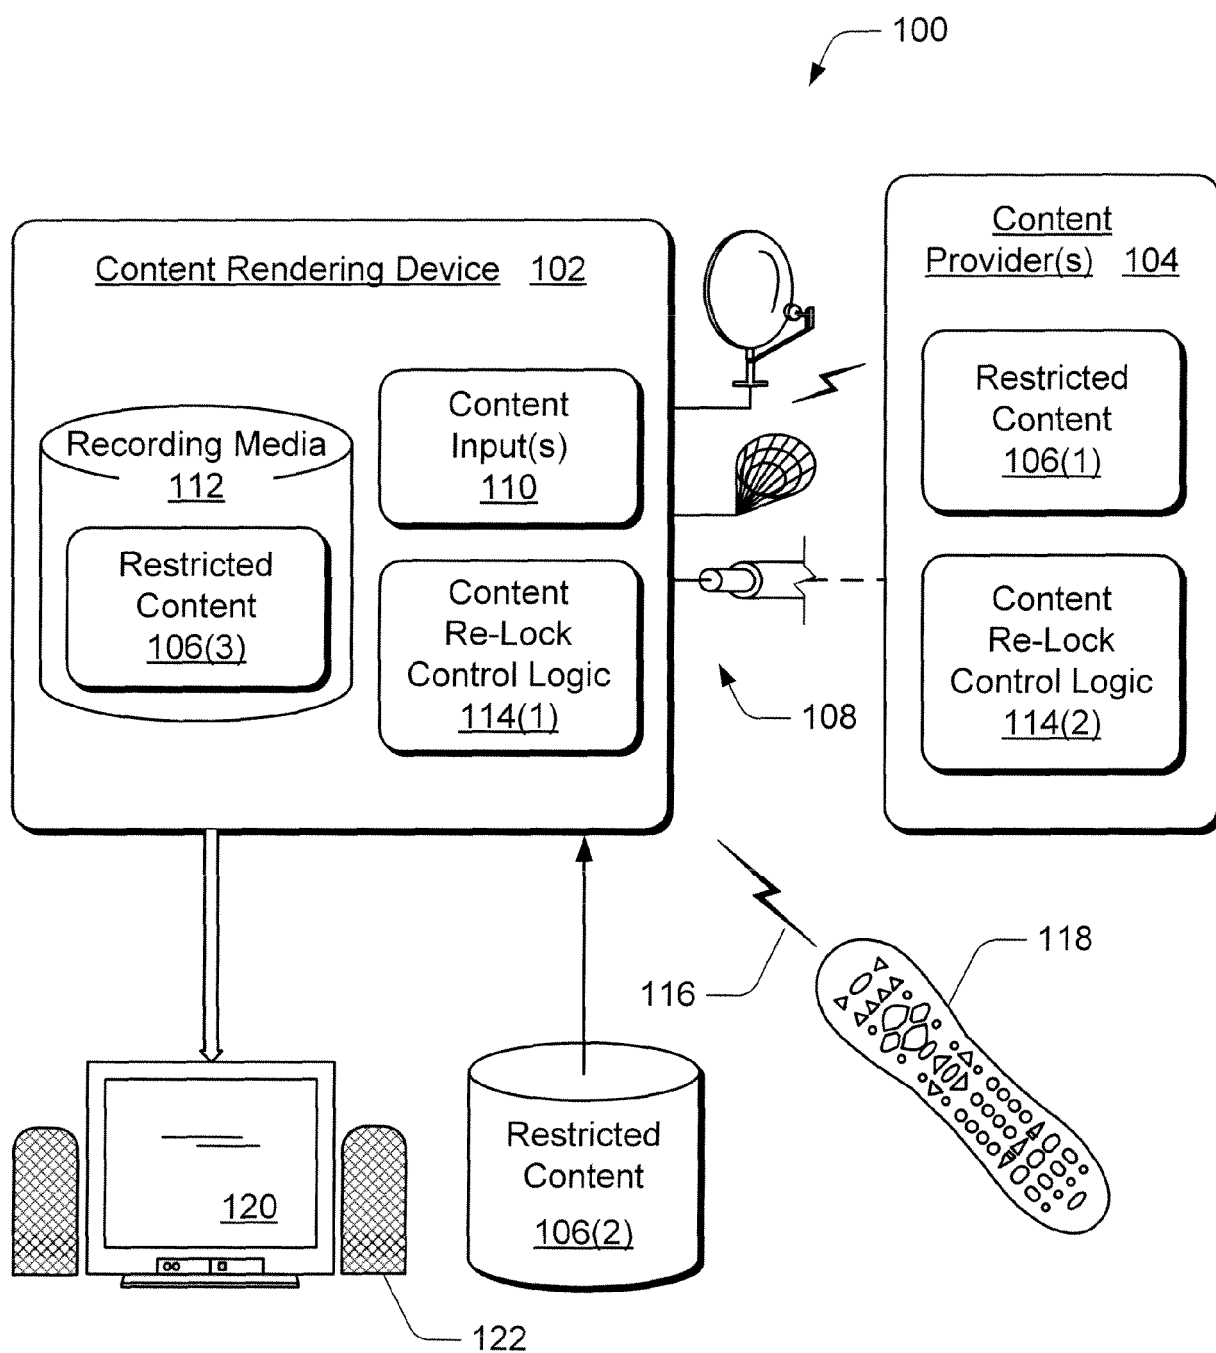 100
Content Rendering Device 102
Recording Media
112
Restricted
Content
106(3)
Content
Input(s)
110
Content
Re-Lock
Control Logic
114(1)
108
Content
Provider(s) 104
Restricted
Content
106(1)
Content
Re-Lock
Control Logic
114(2)
116
118
120
122
Restricted
Content
106(2)